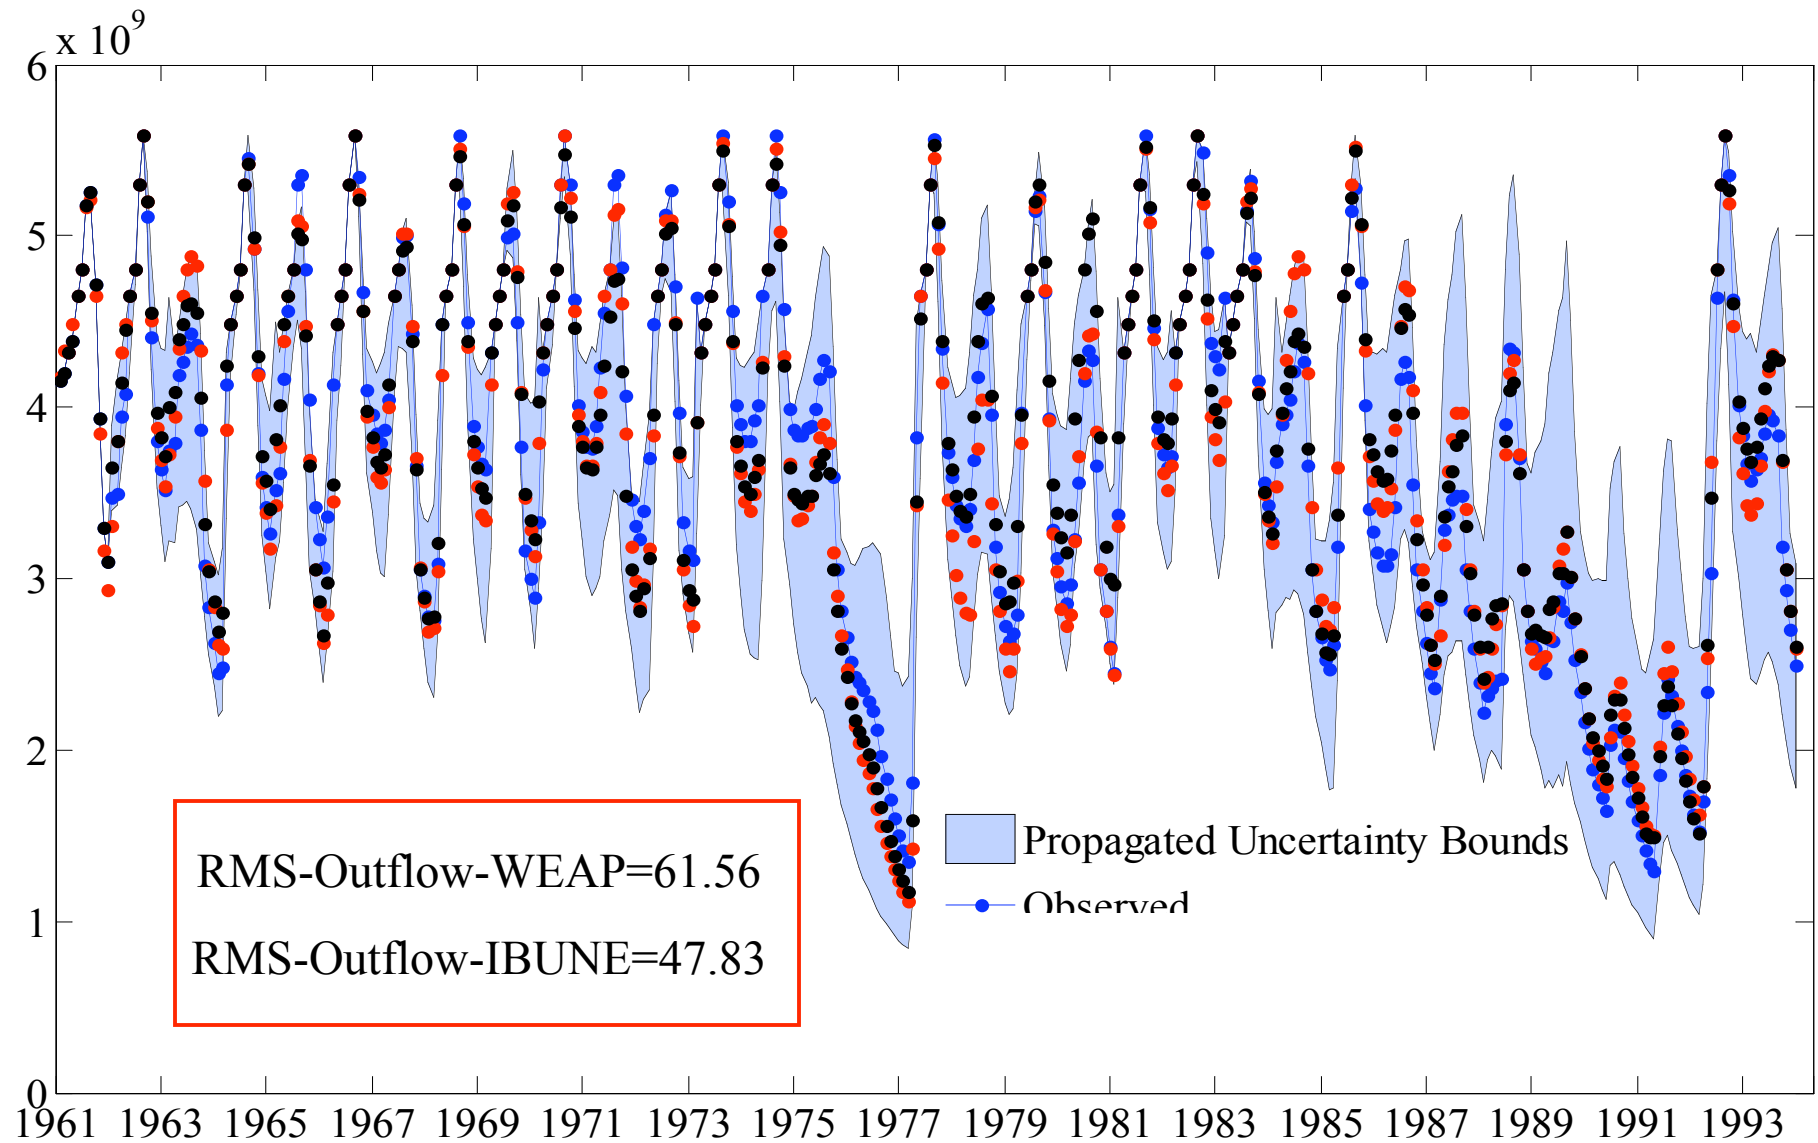 x 10^9
6
5
4
3
2
1
0
RMS-Outflow-WEAP=61.56
RMS-Outflow-IBUNE=47.83
Propagated Uncertainty Bounds
Observed
1961 1963 1965 1967 1969 1971 1973 1975 1977 1979 1981 1983 1985 1987 1989 1991 1993